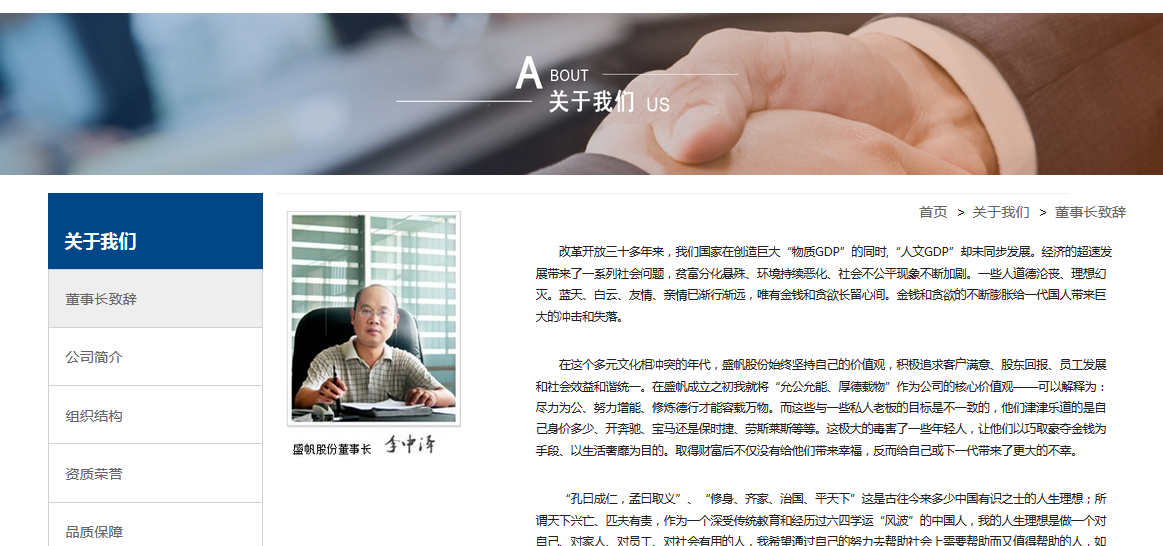 ABOUT
关于我们 US
首页 > 关于我们 > 董事长致辞
关于我们
董事长致辞
公司简介
组织结构
资质荣誉
品质保障
盛帆股份董事长 李中泽
改革开放三十多年来，我们国家在创造巨大“物质GDP”的同时,“人文GDP”却未同步发展。经济的超速发
展带来了一系列社会问题，贫富分化悬殊、环境持续恶化、社会不公平现象不断加剧。一些人道德沦丧、理想幻
灭。蓝天、白云、友情、亲情已渐行渐远，唯有金钱和贪欲长留心间。金钱和贪欲的不断膨胀给一代国人带来巨
大的冲击和失落。
在这个多元文化相冲突的年代，盛帆股份始终坚持自己的价值观，积极追求客户满意、股东回报、员工发展
和社会效益和谐统一。在盛帆成立之初我就将“允公允能、厚德载物”作为公司的核心价值观——可以解释为：
尽力为公、努力增能、修炼德行才能容载万物。而这些与一些私人老板的目标是不一致的，他们津津乐道的是自
己身价多少、开奔驰、宝马还是保时捷、劳斯莱斯等等。这极大的毒害了一些年轻人，让他们以巧取豪夺金钱为
手段、以生活奢靡为目的。取得财富后不仅没有给他们带来幸福，反而给自己或下一代带来了更大的不幸。
“孔曰成仁，孟曰取义”、“修身、齐家、治国、平天下”这是古往今来多少中国有识之士的人生理想；所
谓天下兴亡、匹夫有责，作为一个深受传统教育和经历过六四学运“风波”的中国人，我的人生理想是做一个对
自己、对家人、对员工、对社会有用的人，我希望通过自己的努力去帮助社会上需要帮助而又值得帮助的人，如